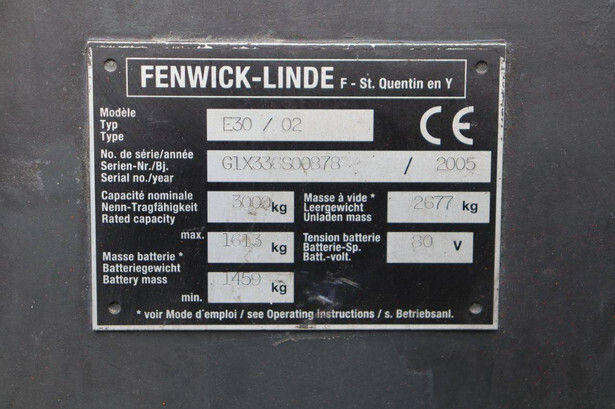 FENWICK-LINDE F - St. Quentin en Y
Modèle
Typ
Type
E30 / 02
CE
No. de série/année
Serien-Nr./Bj.
Serial no./year
/ 2005
Capacité nominale
Nenn-Tragfähigkeit
Rated capacity
3000 kg
Masse à vide *
Leergewicht
Unladen mass
2677 kg
max.
1613 kg
Masse batterie *
Batteriegewicht
Battery mass
min.
1459 kg
Tension batterie
Batterie-Sp.
Batt.-volt.
80 V
* voir Mode d'emploi / see Operating Instructions / s. Betriebsanl.